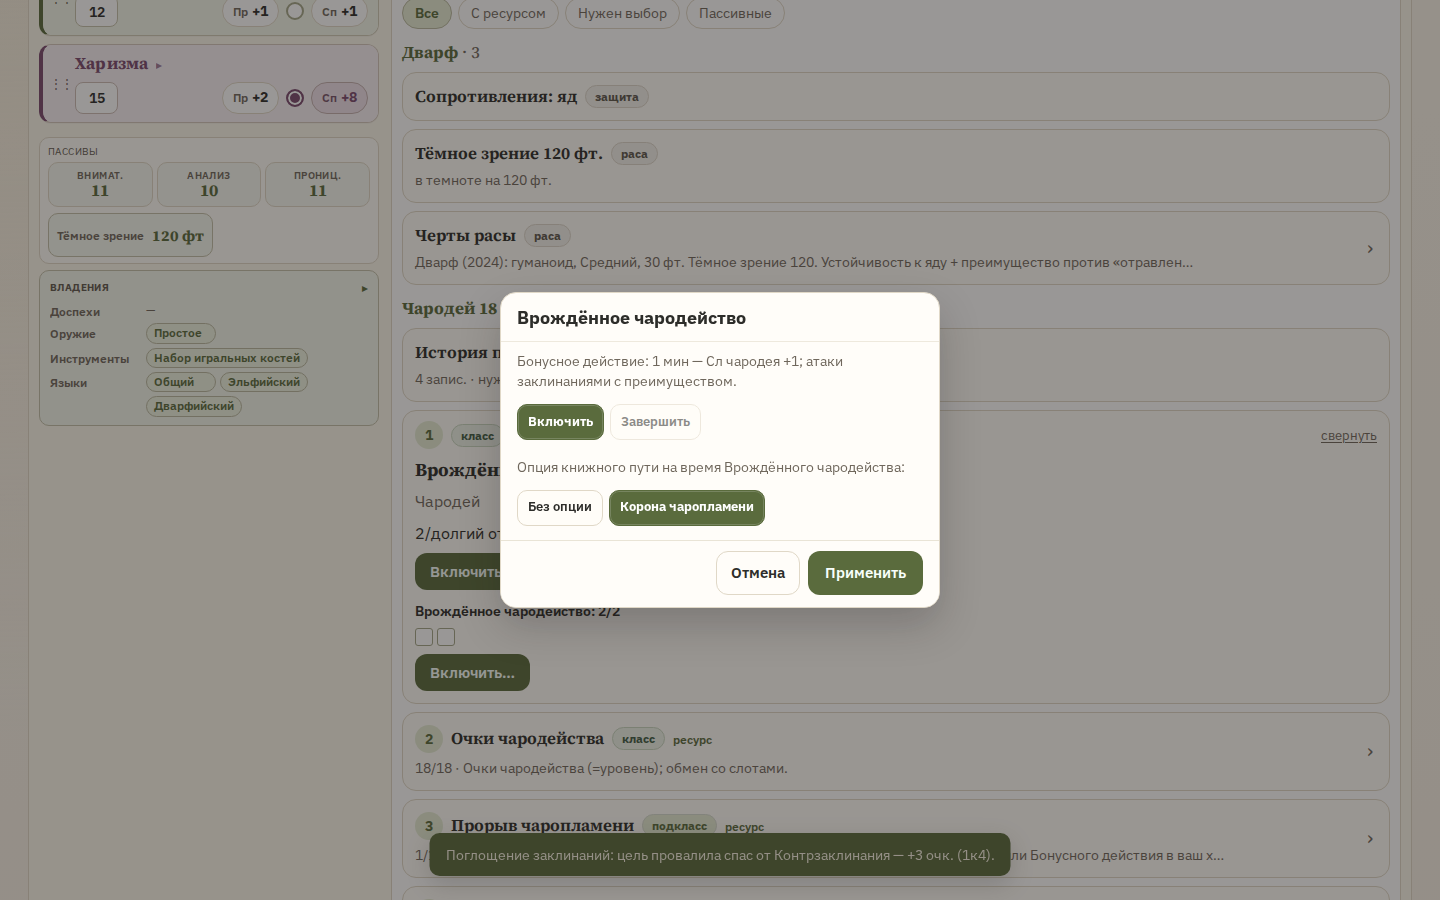 12
Пр +1
Сп +1
Харизма ▸
15
Пр +2
Сп +8
ПАССИВЫ
ВНИМАТ.
11
АНАЛИЗ
10
ПРОНИЦ.
11
Тёмное зрение 120 фт
ВЛАДЕНИЯ ▸
Доспехи —
Оружие Простое
Инструменты Набор игральных костей
Языки Общий Эльфийский
Дварфийский
Все С ресурсом Нужен выбор Пассивные
Дварф · 3
Сопротивления: яд защита
Тёмное зрение 120 фт. раса
в темноте на 120 фт.
Черты расы раса
Дварф (2024): гуманоид, Средний, 30 фт. Тёмное зрение 120. Устойчивость к яду + преимущество против «отравлен…
›
Чародей 18
История п
4 запис. · нуж
1 класс
свернуть
Врождён
Чародей
2/долгий от
Включить
Врождённое чародейство: 2/2
Включить…
2 Очки чародейства класс ресурс
18/18 · Очки чародейства (=уровень); обмен со слотами.
›
3 Прорыв чаропламени подкласс ресурс
1/
ли Бонусного действия в ваш х…
›
Врождённое чародейство
Бонусное действие: 1 мин — Сл чародея +1; атаки
заклинаниями с преимуществом.
Включить Завершить
Опция книжного пути на время Врождённого чародейства:
Без опции Корона чаропламени
Отмена Применить
Поглощение заклинаний: цель провалила спас от Контрзаклинания — +3 очк. (1к4).